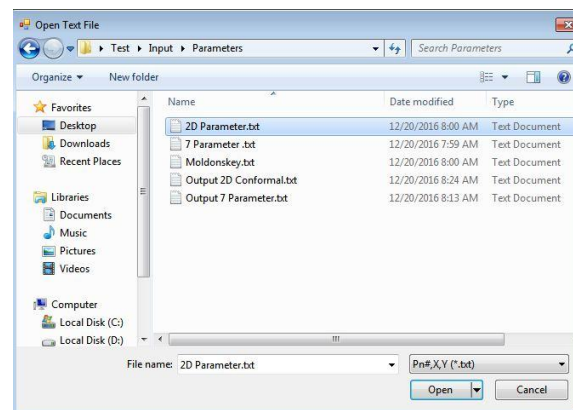 Open Text File
Test Input Parameters Search Parameters
Organize New folder
Name Date modified Type
Favorites
Desktop
Downloads
Recent Places
Libraries
Documents
Music
Pictures
Videos
Computer
Local Disk (C:)
Local Disk (D:)
2D Parameter.txt 12/20/2016 8:00 AM Text Document
7 Parameter .txt 12/20/2016 7:59 AM Text Document
Moldonskey.txt 12/20/2016 8:00 AM Text Document
Output 2D Conformal.txt 12/20/2016 8:24 AM Text Document
Output 7 Parameter.txt 12/20/2016 8:13 AM Text Document
File name: 2D Parameter.txt Pn#,X,Y (*.txt)
Open Cancel